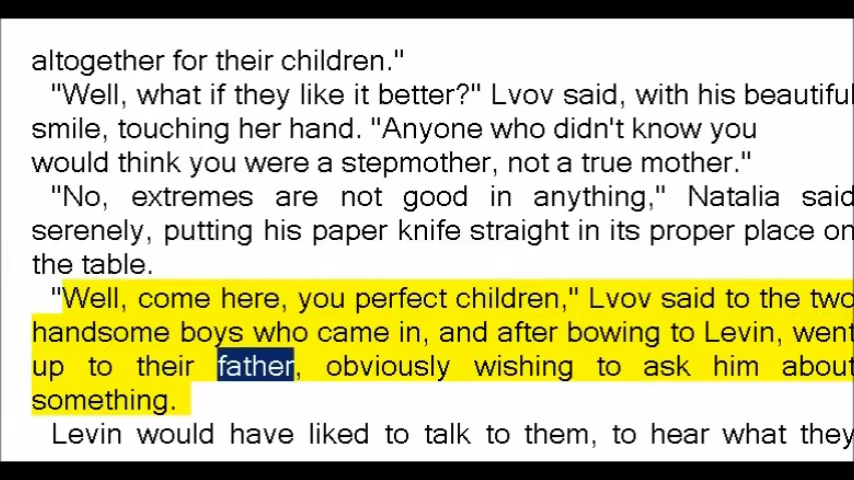 altogether for their children."
"Well, what if they like it better?" Lvov said, with his beautiful
smile, touching her hand. "Anyone who didn't know you
would think you were a stepmother, not a true mother."
"No, extremes are not good in anything," Natalia said
serenely, putting his paper knife straight in its proper place on
the table.
"Well, come here, you perfect children," Lvov said to the two
handsome boys who came in, and after bowing to Levin, went
up to their father, obviously wishing to ask him about
something.
Levin would have liked to talk to them, to hear what they